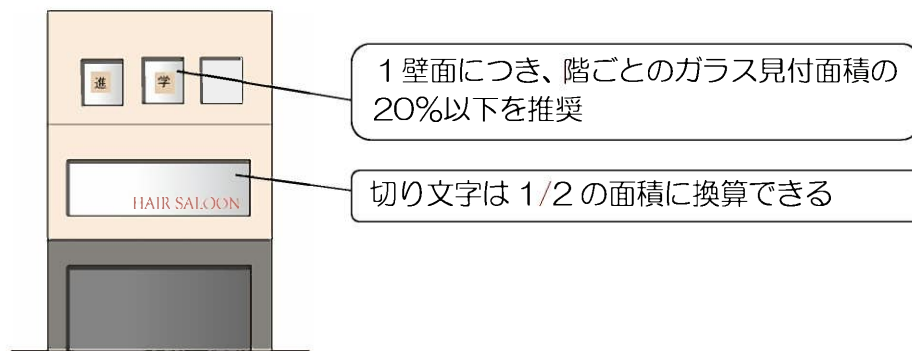 進 学
1壁面につき、階ごとのガラス見付面積の
20%以下を推奨
HAIR SALOON
切り文字は1/2の面積に換算できる